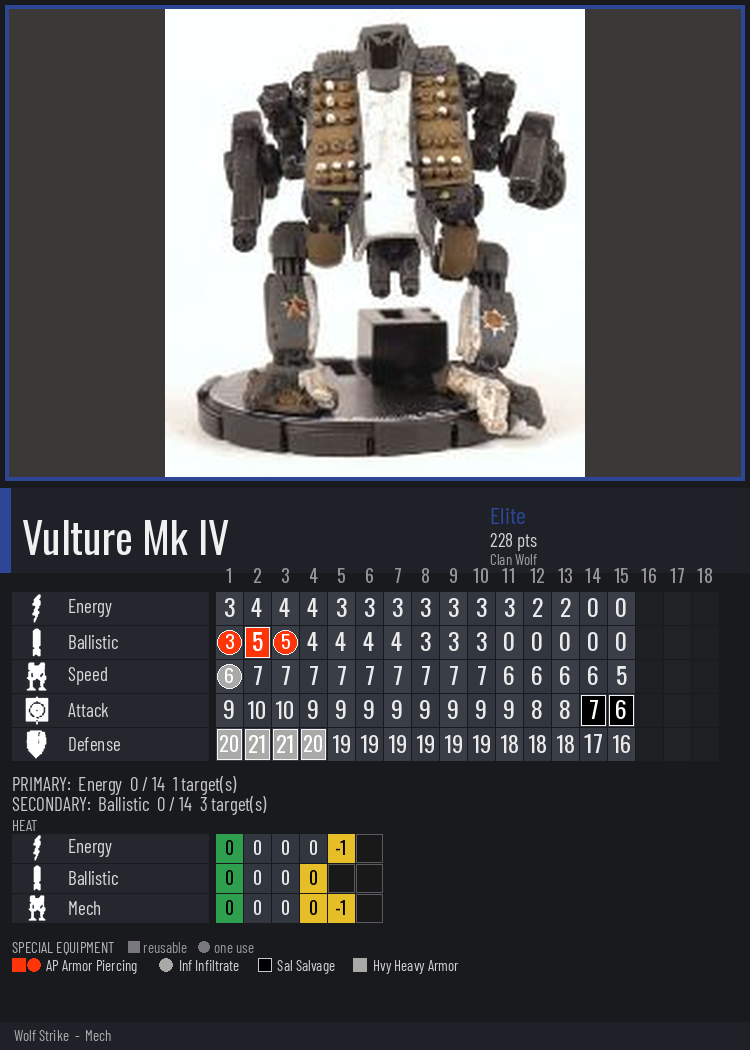 Vulture Mk IV
Elite
228 pts
Clan Wolf
1 2 3 4 5 6 7 8 9 10 11 12 13 14 15 16 17 18
Energy 3 4 4 4 3 3 3 3 3 3 3 2 2 0 0
Ballistic 3 5 5 4 4 4 4 3 3 3 0 0 0 0 0
Speed 6 7 7 7 7 7 7 7 7 7 6 6 6 6 5
Attack 9 10 10 9 9 9 9 9 9 9 9 8 8 7 6
Defense 20 21 21 20 19 19 19 19 19 19 18 18 18 17 16
PRIMARY: Energy 0 / 14 1 target(s)
SECONDARY: Ballistic 0 / 14 3 target(s)
HEAT
Energy 0 0 0 0 -1
Ballistic 0 0 0 0
Mech 0 0 0 0 -1
SPECIAL EQUIPMENT reusable one use
AP Armor Piercing Inf Infiltrate Sal Salvage Hvy Heavy Armor
Wolf Strike - Mech